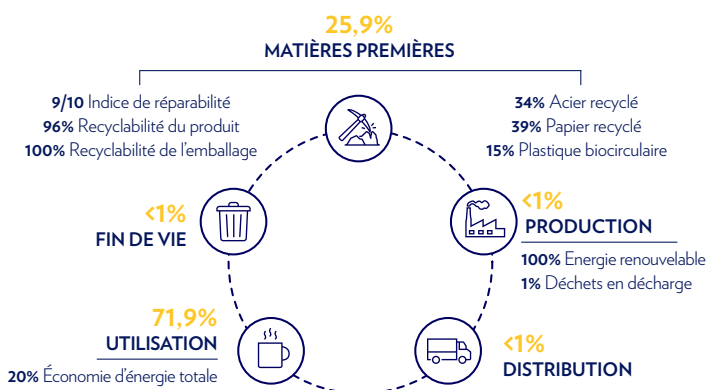 25,9%
MATIÈRES PREMIÈRES
9/10 Indice de réparabilité
96% Recyclabilité du produit
100% Recyclabilité de l'emballage
34% Acier recyclé
39% Papier recyclé
15% Plastique biocirculaire
<1%
FIN DE VIE
<1%
PRODUCTION
100% Energie renouvelable
1% Déchets en décharge
71,9%
UTILISATION
20% Économie d'énergie totale
<1%
DISTRIBUTION